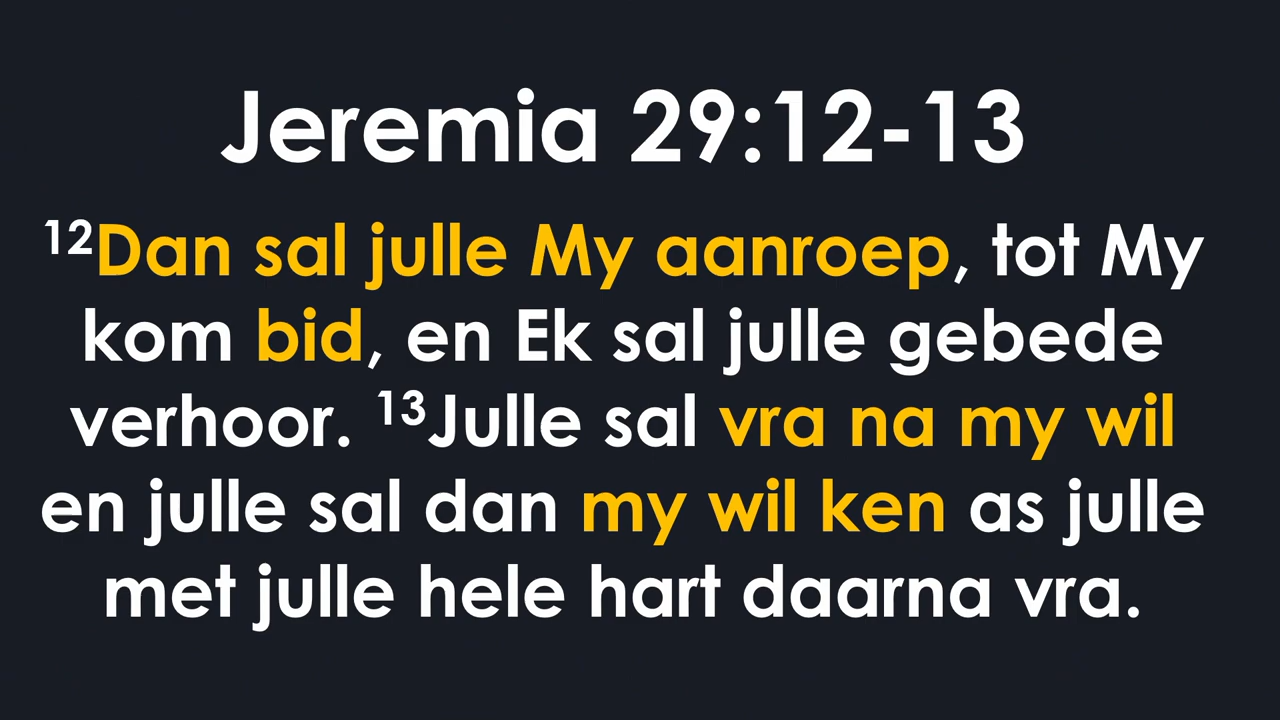 Jeremia 29:12-13
¹²Dan sal julle My aanroep, tot My
kom bid, en Ek sal julle gebede
verhoor. ¹³Julle sal vra na my wil
en julle sal dan my wil ken as julle
met julle hele hart daarna vra.